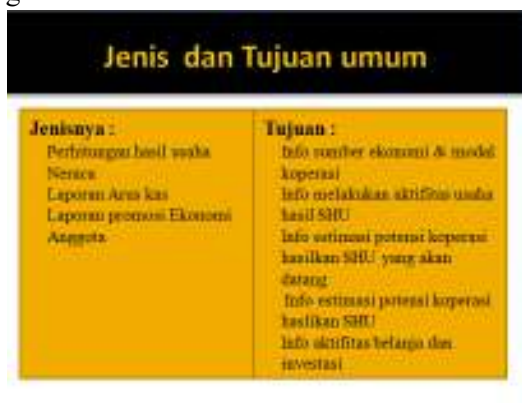 Jenis dan Tujuan umum
Jenisnya :
Perhitungan hasil usaha
Neraca
Laporan Arus kas
Laporan promosi Ekonomi
Anggota
Tujuan :
Info sumber ekonomi & modal
koperasi
Info melakukan aktifitas usaha
hasil SHU
Info estimasi potensi koperasi
hasilkan SHU yang akan
datang
Info estimasi potensi koperasi
hasilkan SHU
Info aktifitas belanja dan
investasi